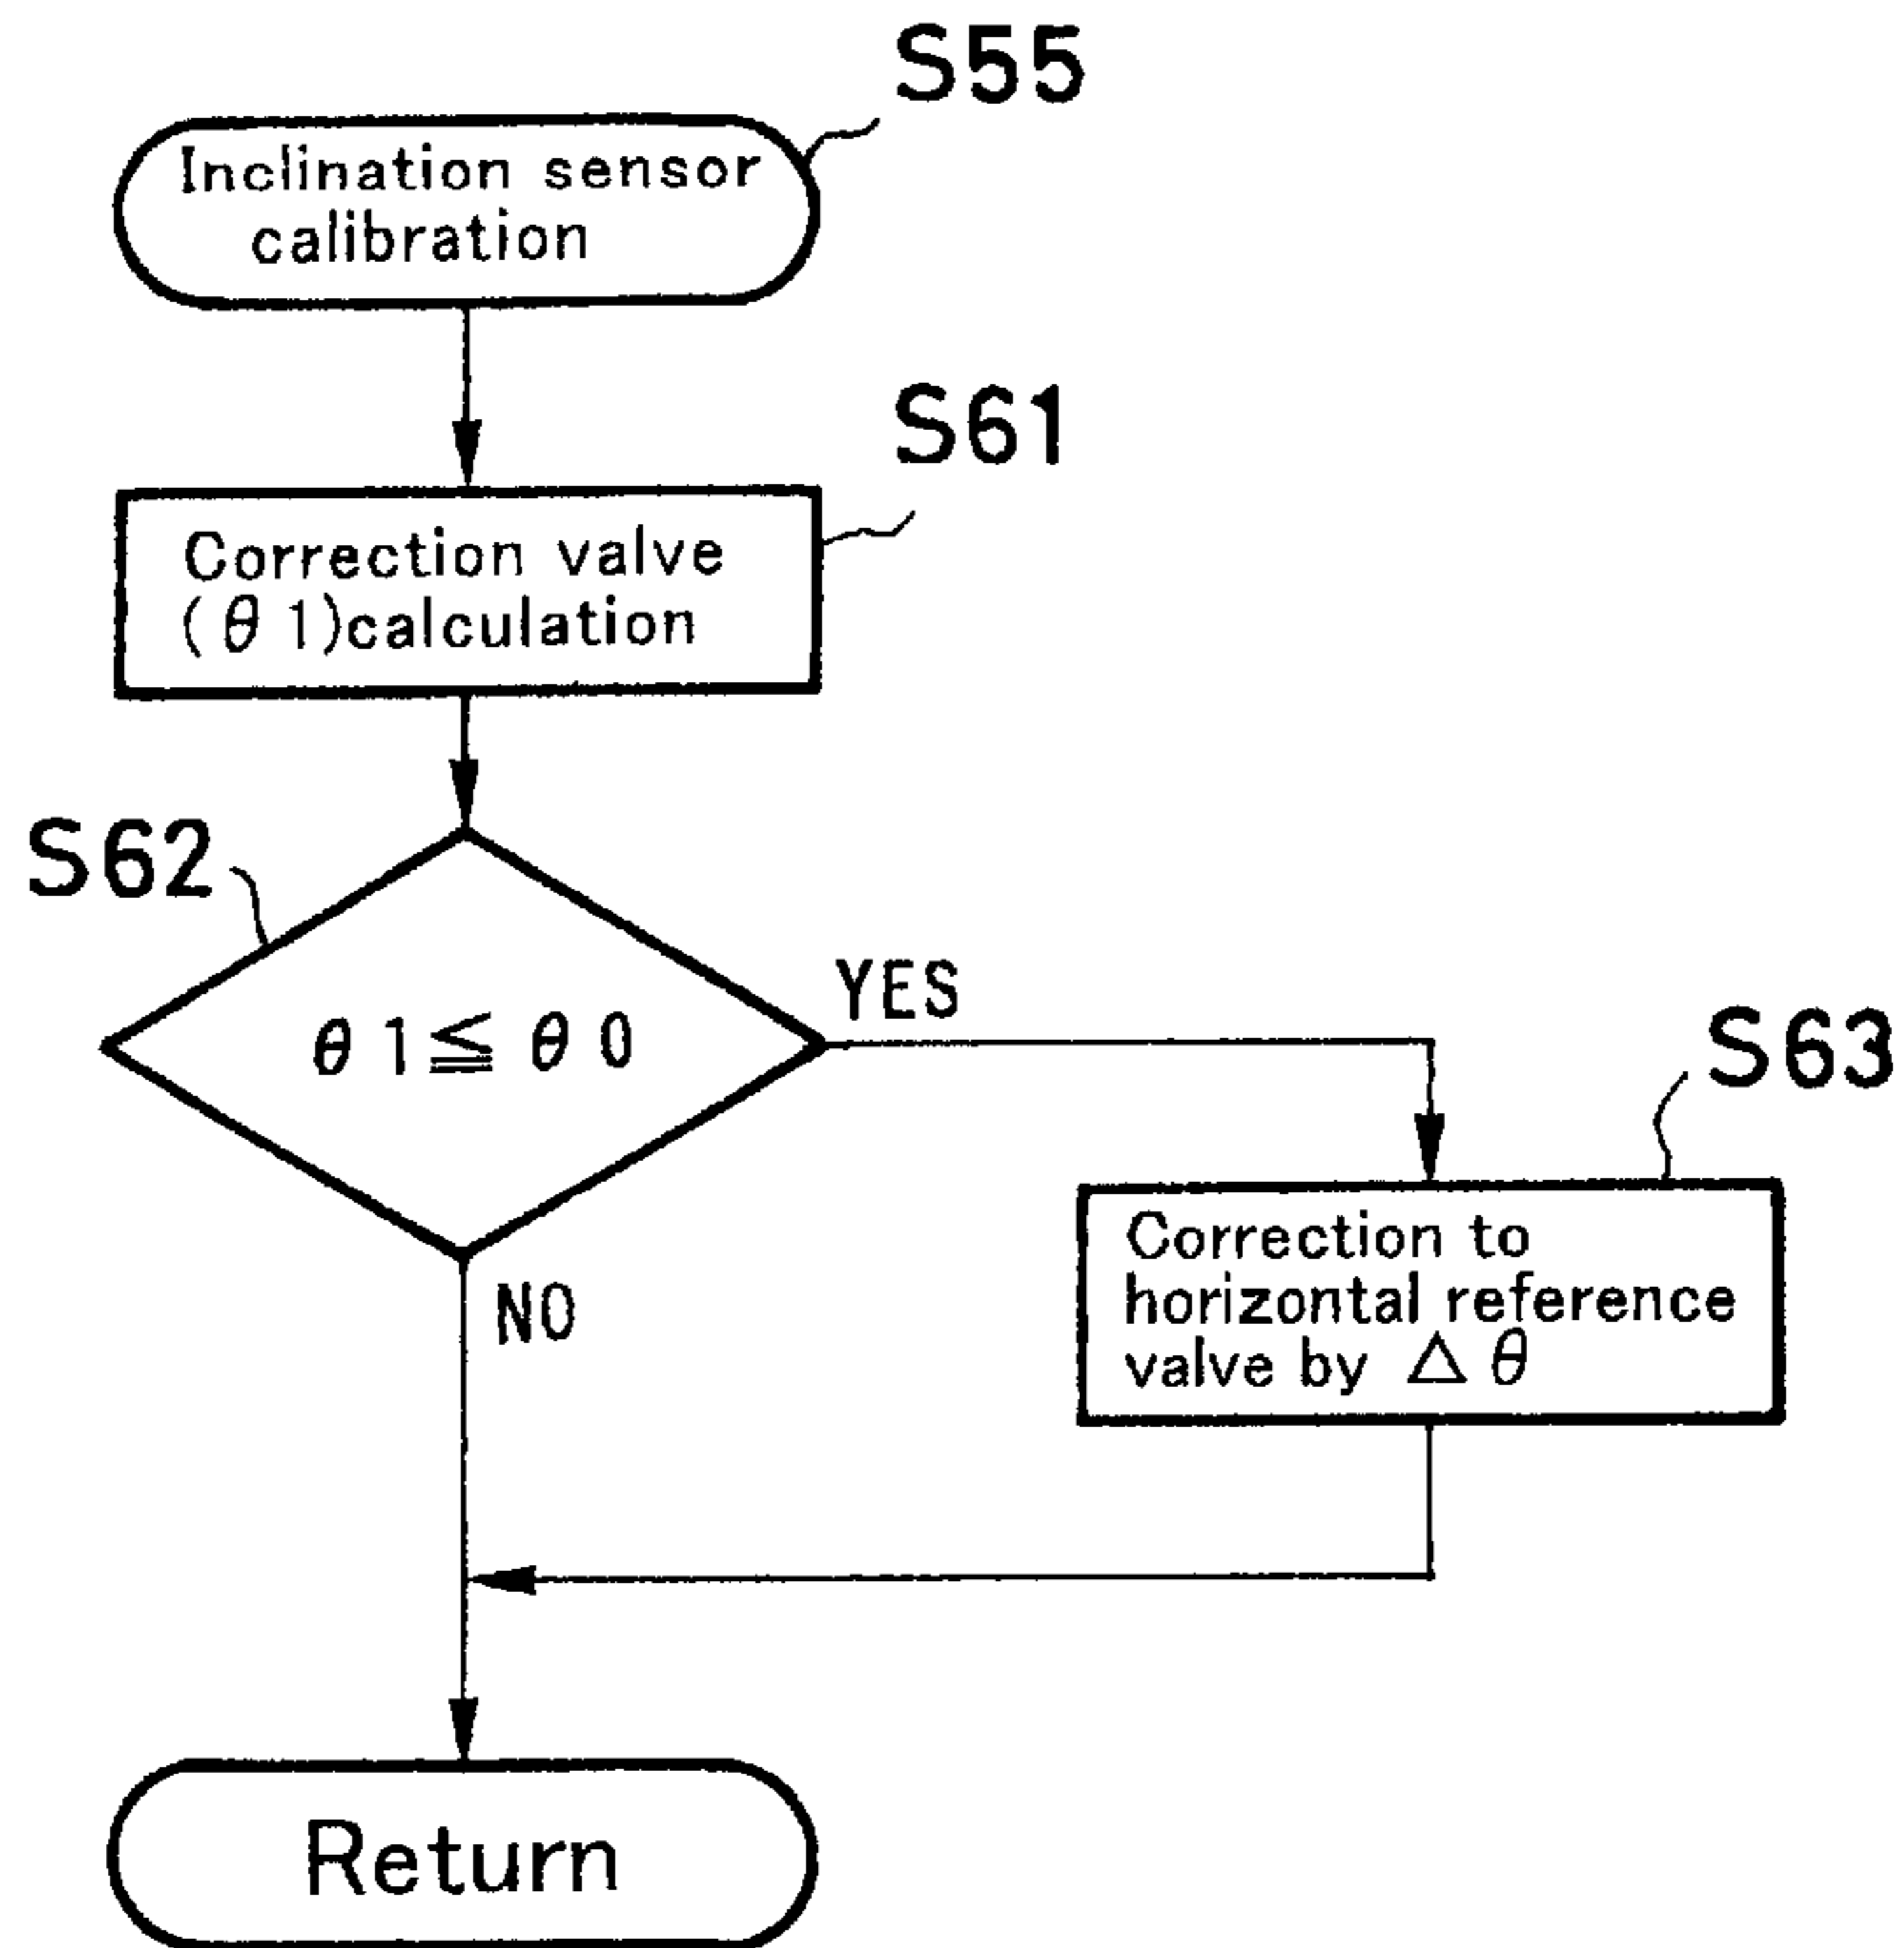 S55
Inclination sensor
calibration
S61
Correction valve
(θ1)calculation
S62
θ1≦θ0
YES
S63
Correction to
horizontal reference
valve by △θ
NO
Return